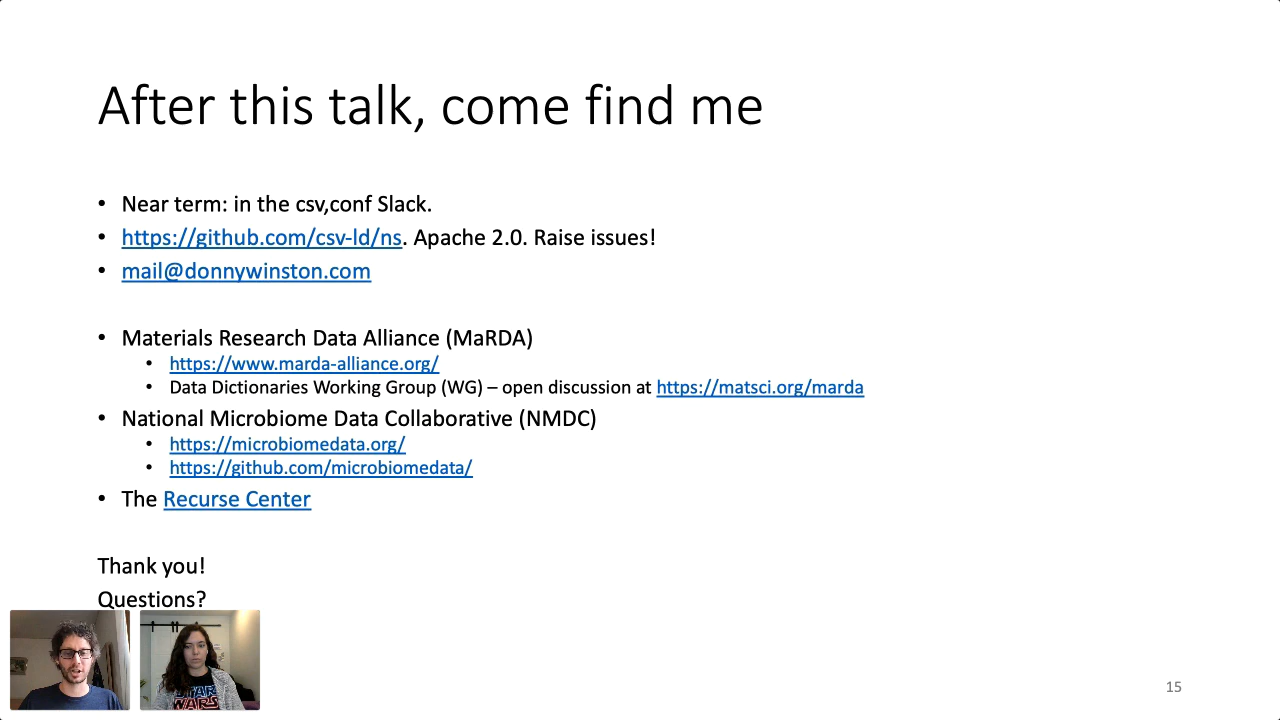 After this talk, come find me
• Near term: in the csv,conf Slack.
• https://github.com/csv-ld/ns. Apache 2.0. Raise issues!
• mail@donnywinston.com
• Materials Research Data Alliance (MaRDA)
• https://www.marda-alliance.org/
• Data Dictionaries Working Group (WG) – open discussion at https://matsci.org/marda
• National Microbiome Data Collaborative (NMDC)
• https://microbiomedata.org/
• https://github.com/microbiomedata/
• The Recurse Center
Thank you!
Questions?
STAR
WARS
15